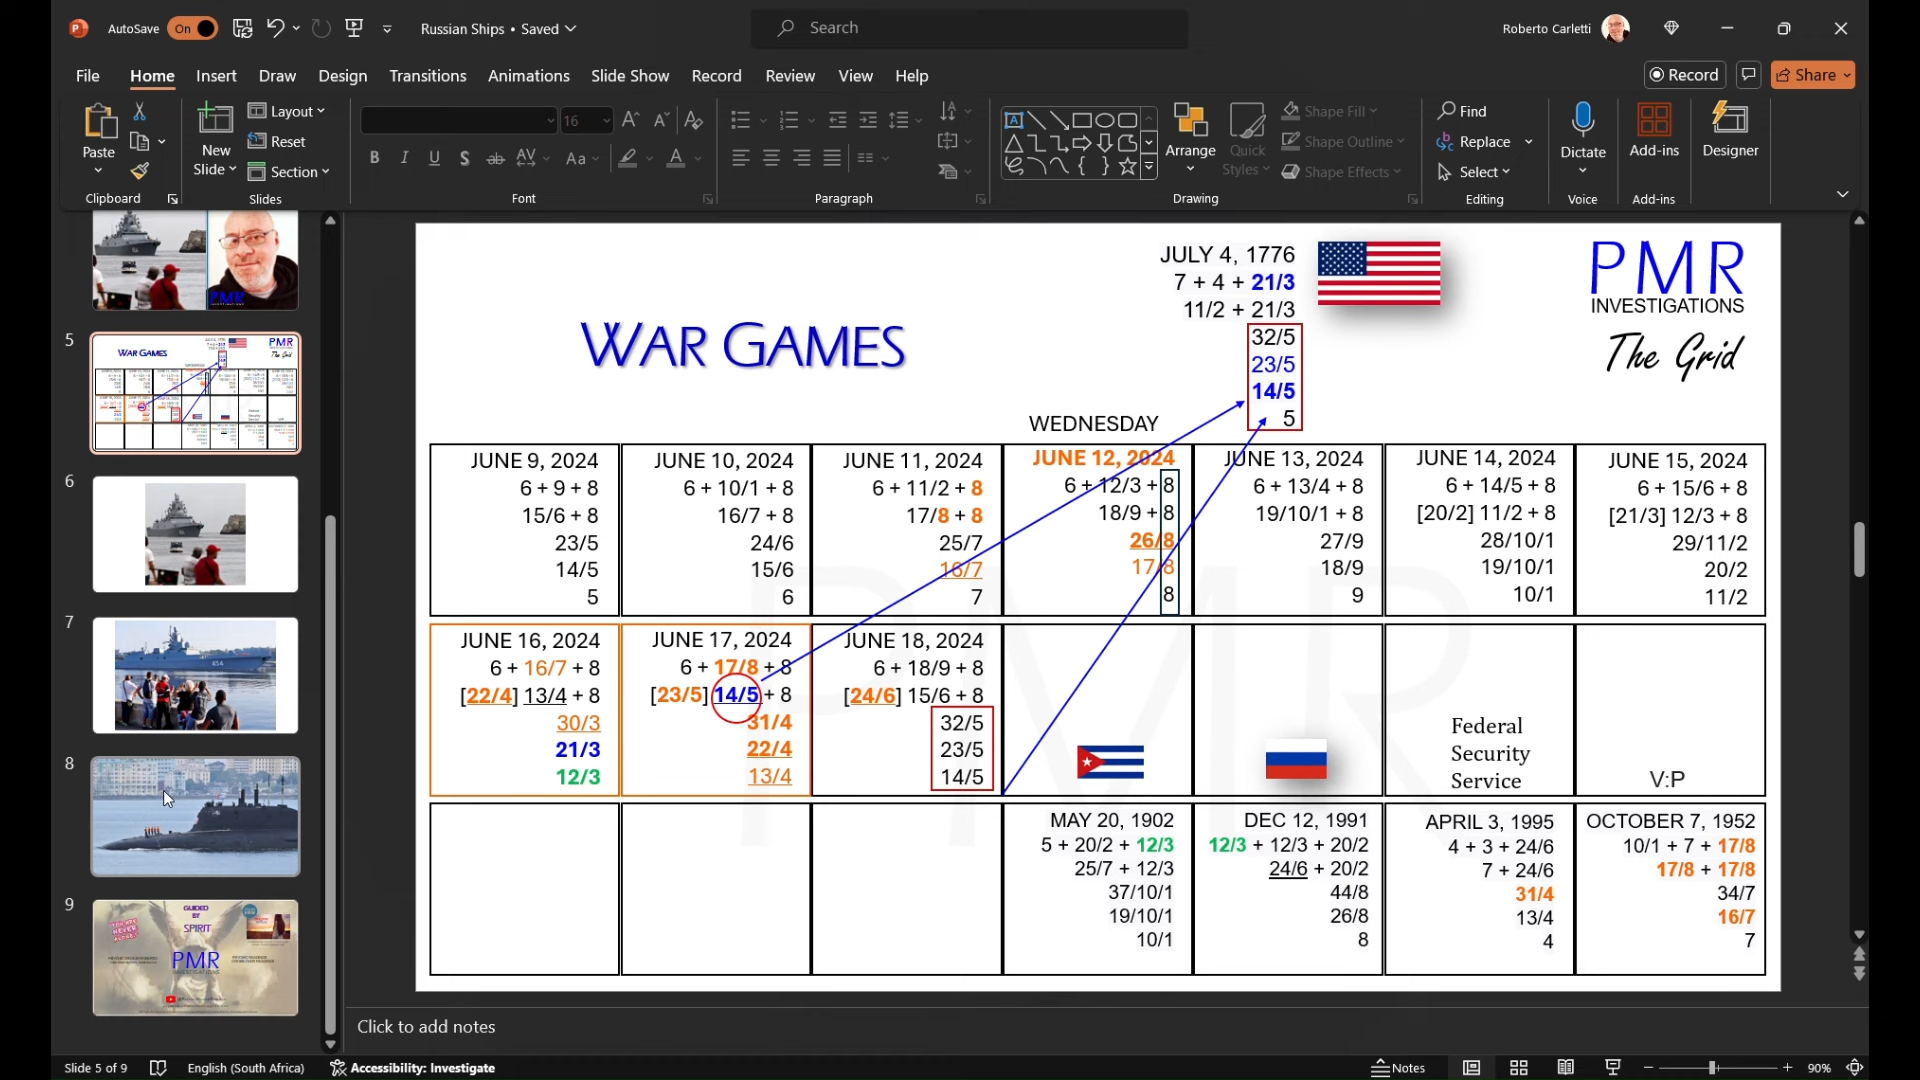 AutoSave On Russian Ships • Saved Search Roberto Carletti
File Home Insert Draw Design Transitions Animations Slide Show Record Review View Help Record Share
Paste
Clipboard
New
Slide
Layout
Reset
Section
Slides
16
Font
Paragraph
Arrange
Quick
Styles
Shape Fill
Shape Outline
Shape Effects
Drawing
Find
Replace
Select
Editing
Dictate
Voice
Add-ins
Add-ins
Designer
5
6
7
8
9
WAR GAMES
JULY 4, 1776
7 + 4 + 21/3
11/2 + 21/3
32/5
23/5
14/5
5
PMR
INVESTIGATIONS
The Grid
WEDNESDAY
JUNE 9, 2024
6 + 9 + 8
15/6 + 8
23/5
14/5
5
JUNE 10, 2024
6 + 10/1 + 8
16/7 + 8
24/6
15/6
6
JUNE 11, 2024
6 + 11/2 + 8
17/8 + 8
25/7
16/7
7
JUNE 12, 2024
6 + 12/3 + 8
18/9 + 8
26/8
17/8
8
JUNE 13, 2024
6 + 13/4 + 8
19/10/1 + 8
27/9
18/9
9
JUNE 14, 2024
6 + 14/5 + 8
[20/2] 11/2 + 8
28/10/1
19/10/1
10/1
JUNE 15, 2024
6 + 15/6 + 8
[21/3] 12/3 + 8
29/11/2
20/2
11/2
JUNE 16, 2024
6 + 16/7 + 8
[22/4] 13/4 + 8
30/3
21/3
12/3
JUNE 17, 2024
6 + 17/8 + 8
[23/5] 14/5 + 8
31/4
22/4
13/4
JUNE 18, 2024
6 + 18/9 + 8
[24/6] 15/6 + 8
32/5
23/5
14/5
Federal
Security
Service
V:P
MAY 20, 1902
5 + 20/2 + 12/3
25/7 + 12/3
37/10/1
19/10/1
10/1
DEC 12, 1991
12/3 + 12/3 + 20/2
24/6 + 20/2
44/8
26/8
8
APRIL 3, 1995
4 + 3 + 24/6
7 + 24/6
31/4
13/4
4
OCTOBER 7, 1952
10/1 + 7 + 17/8
17/8 + 17/8
34/7
16/7
7
PMR
GUIDED
BY
SPIRIT
PMR
Click to add notes
Slide 5 of 9 English (South Africa) Accessibility: Investigate Notes 90%